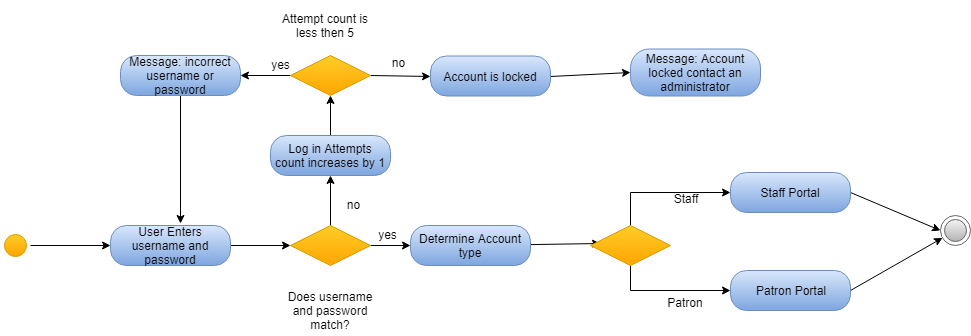 Attempt count is
less then 5
Message: incorrect
username or
password
yes
no
Account is locked
Message: Account
locked contact an
administrator
Log in Attempts
count increases by 1
no
User Enters
username and
password
yes
Determine Account
type
Does username
and password
match?
Staff
Staff Portal
Patron
Patron Portal